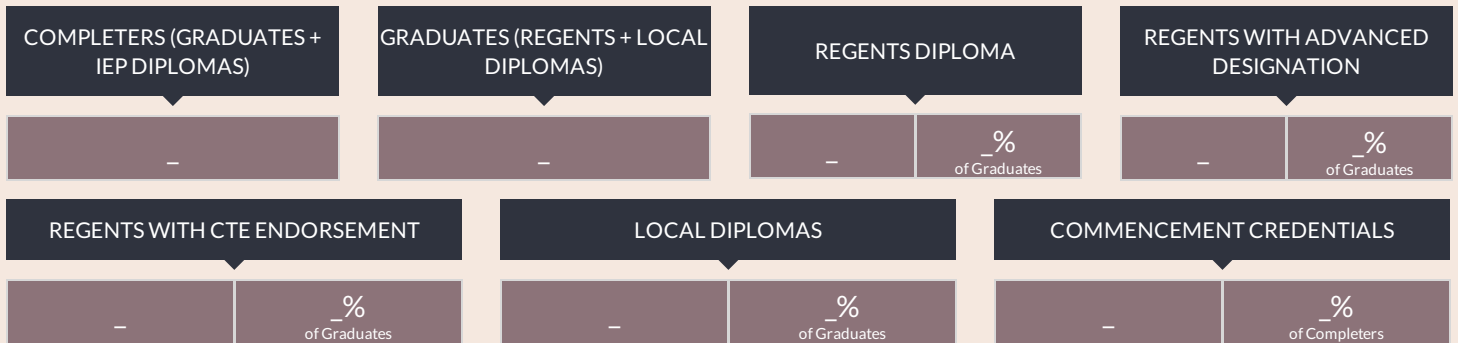 COMPLETERS (GRADUATES +
IEP DIPLOMAS)
_
GRADUATES (REGENTS + LOCAL
DIPLOMAS)
_
REGENTS DIPLOMA
_
_%
of Graduates
REGENTS WITH ADVANCED
DESIGNATION
_
_%
of Graduates
REGENTS WITH CTE ENDORSEMENT
_
_%
of Graduates
LOCAL DIPLOMAS
_
_%
of Graduates
COMMENCEMENT CREDENTIALS
_
_%
of Completers